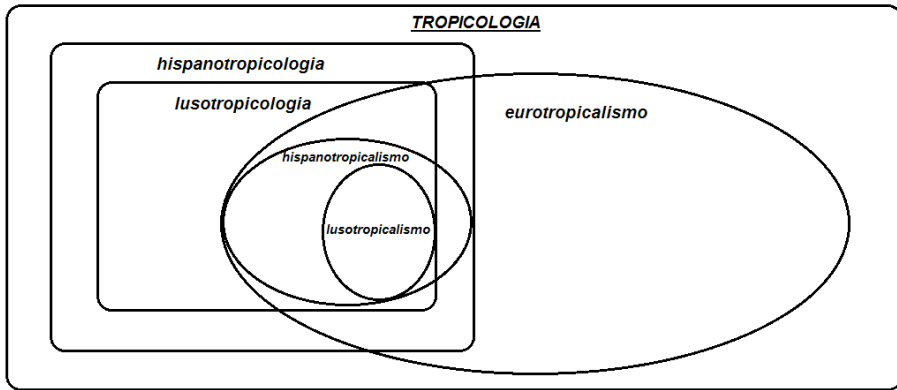 TROPICOLOGIA
hispanotropicologia
lusotropicologia
eurotropicalismo
hispanotropicalismo
lusotropicalismo